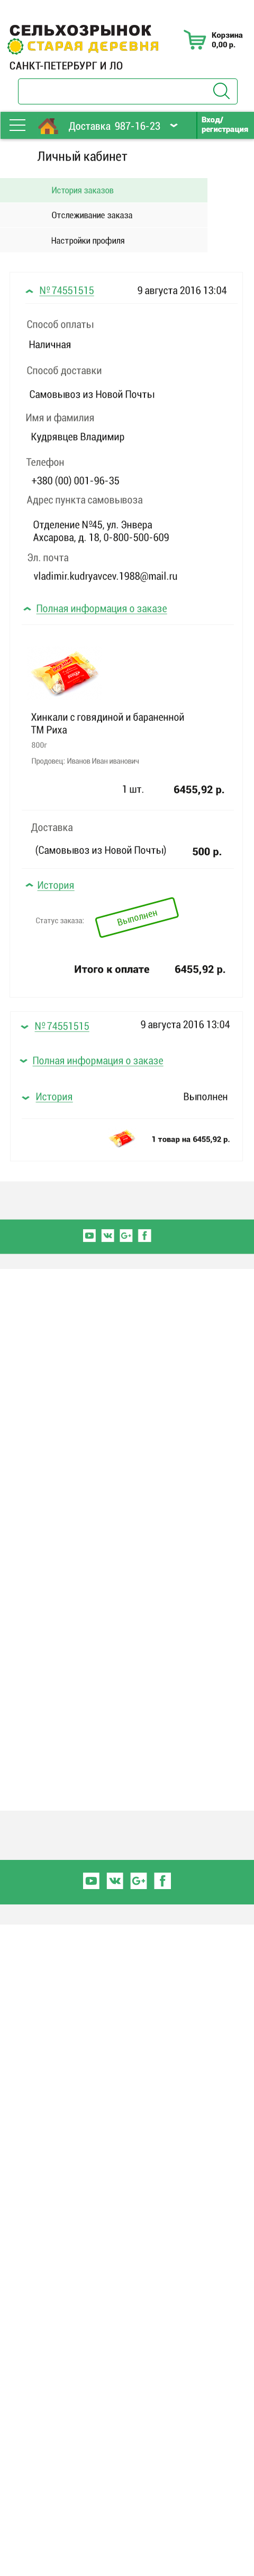 СЕЛЬХОЗРЫНОК
СТАРАЯ ДЕРЕВНЯ
САНКТ-ПЕТЕРБУРГ И ЛО
Корзина
0,00 р.
Доставка 987-16-23
Вход/
регистрация
Личный кабинет
История заказов
Отслеживание заказа
Настройки профиля
№74551515
9 августа 2016 13:04
Способ оплаты
Наличная
Способ доставки
Самовывоз из Новой Почты
Имя и фамилия
Кудрявцев Владимир
Телефон
+380 (00) 001-96-35
Адрес пункта самовывоза
Отделение №45, ул. Энвера
Ахсарова, д. 18, 0-800-500-609
Эл. почта
vladimir.kudryavcev.1988@mail.ru
Полная информация о заказе
Хинкали с говядиной и бараненной
ТМ Риха
800г
Продовец: Иванов Иван иванович
1 шт.
6455,92 р.
Доставка
(Самовывоз из Новой Почты)
500 р.
История
Статус заказа:
Выполнен
Итого к оплате
6455,92 р.
№74551515
9 августа 2016 13:04
Полная информация о заказе
История
Выполнен
1 товар на 6455,92 р.